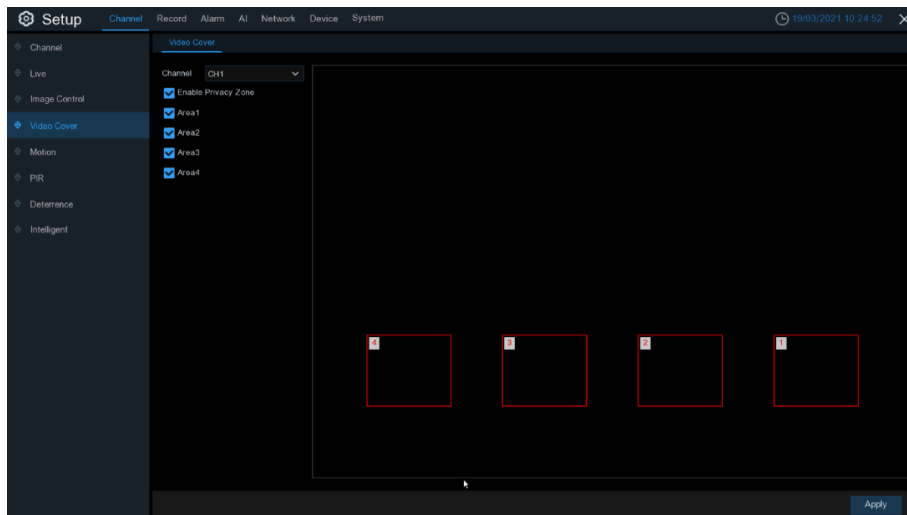 Setup Channel Record Alarm AI Network Device System 19/03/2021 10:24:52
Channel
Live
Image Control
Video Cover
Motion
PIR
Deterrence
Intelligent
Video Cover
Channel CH1
Enable Privacy Zone
Area1
Area2
Area3
Area4
4 3 2 1
Apply